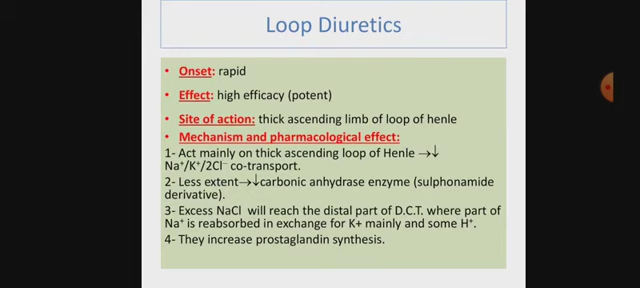 Loop Diuretics
• Onset: rapid
• Effect: high efficacy (potent)
• Site of action: thick ascending limb of loop of henle
• Mechanism and pharmacological effect:
1- Act mainly on thick ascending loop of Henle →↓
Na⁺/K⁺/2Cl⁻ co-transport.
2- Less extent→↓carbonic anhydrase enzyme (sulphonamide
derivative).
3- Excess NaCl will reach the distal part of D.C.T. where part of
Na⁺ is reabsorbed in exchange for K+ mainly and some H⁺.
4- They increase prostaglandin synthesis.